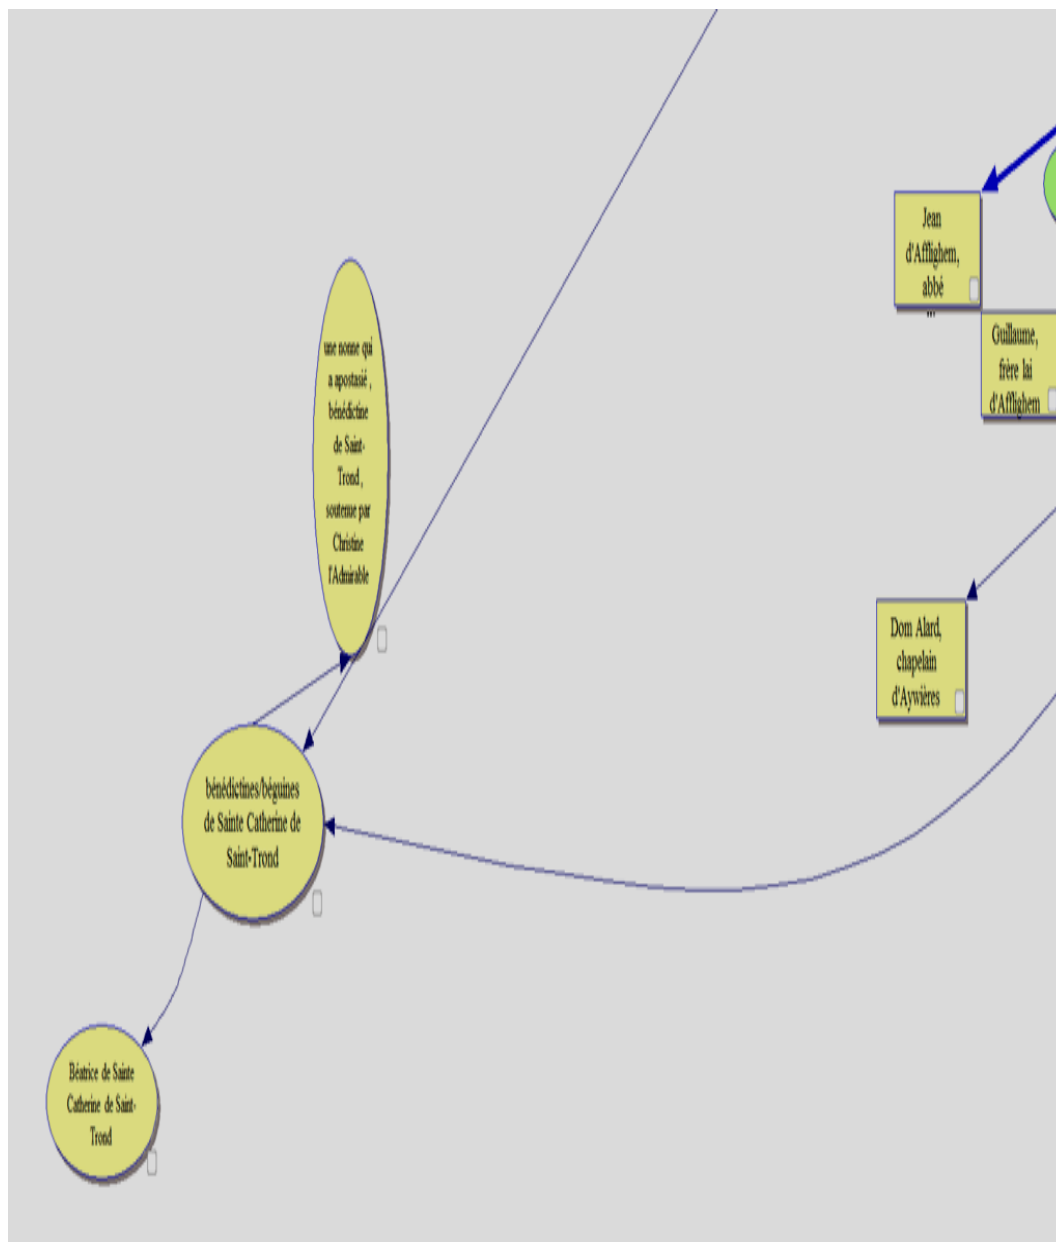 Jean
d'Afflighem,
abbé
...
Guillaume,
frère lai
d'Afflighem
une nonne qui
a apostasié ,
bénédictine
de Saint-
Trond ,
soutenue par
Christine
l'Admirable
Dom Alard,
chapelain
d'Aywières
bénédictines/béguines
de Sainte Catherine de
Saint-Trond
Béatrice de Sainte
Catherine de Saint-
Trond